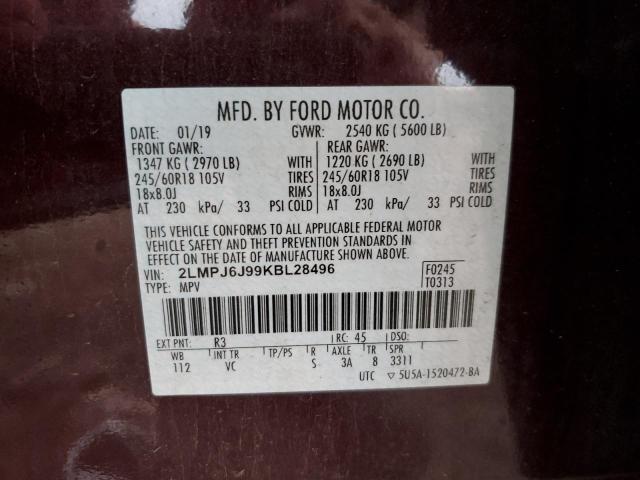 MFD. BY FORD MOTOR CO.
DATE: 01/19 GVWR: 2540 KG ( 5600 LB)
FRONT GAWR: REAR GAWR:
1347 KG ( 2970 LB) WITH 1220 KG ( 2690 LB) WITH
245/60R18 105V TIRES 245/60R18 105V TIRES
18x8.0J RIMS 18x8.0J RIMS
AT 230 kPa/ 33 PSI COLD AT 230 kPa/ 33 PSI COLD
THIS VEHICLE CONFORMS TO ALL APPLICABLE FEDERAL MOTOR
VEHICLE SAFETY AND THEFT PREVENTION STANDARDS IN
EFFECT ON THE DATE OF MANUFACTURE SHOWN ABOVE.
VIN: 2LMPJ6J99KBL28496 F0245
TYPE: MPV T0313
EXT PNT: R3 RC: 45 DSO:
WB INT TR TP/PS R AXLE TR SPR
112 VC S 3A 8 3311
UTC ▽ 5U5A-1520472-BA